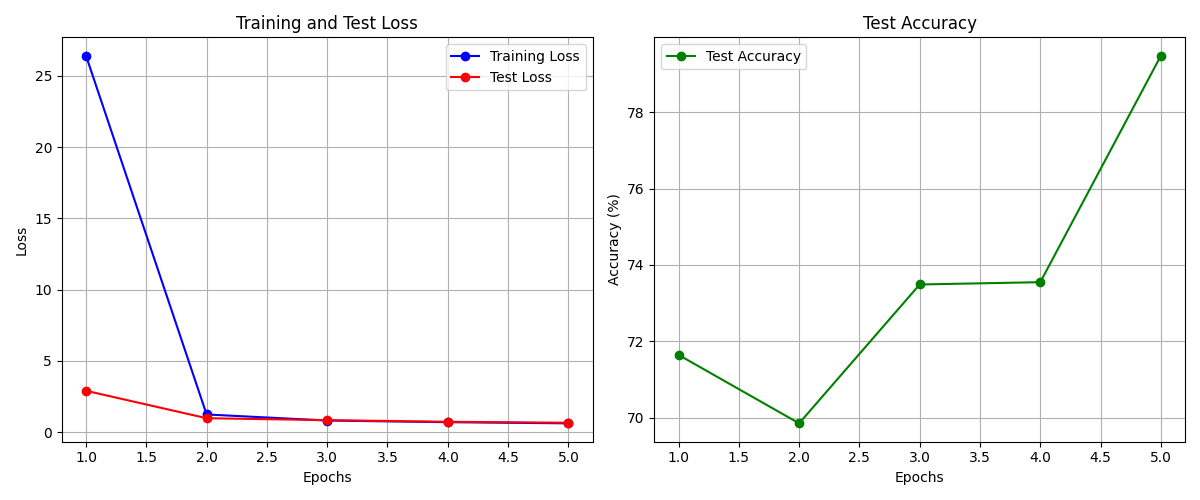 Training and Test Loss
Training Loss
Test Loss
25
20
15
10
5
0
Loss
1.0 1.5 2.0 2.5 3.0 3.5 4.0 4.5 5.0
Epochs
Test Accuracy
Test Accuracy
78
76
74
72
70
Accuracy (%)
1.0 1.5 2.0 2.5 3.0 3.5 4.0 4.5 5.0
Epochs